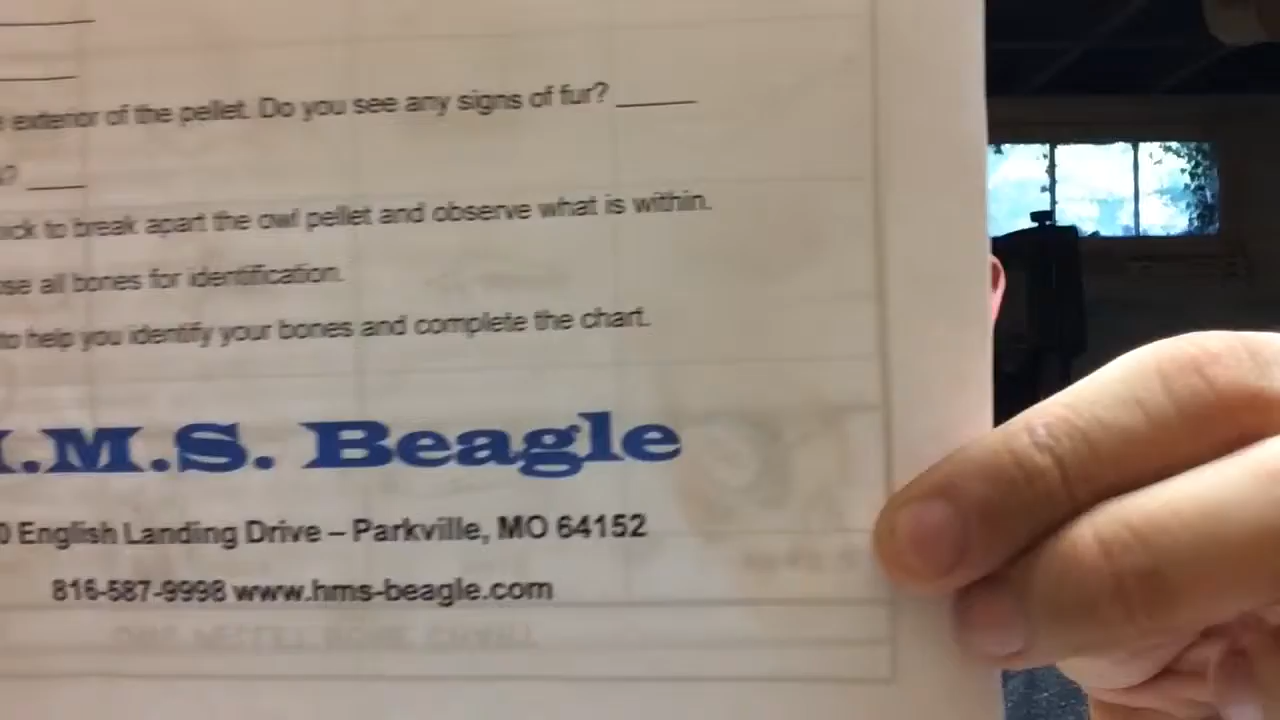 exterior of the pellet. Do you see any signs of fur? _____
? ____
to break apart the owl pellet and observe what is within.
all bones for identification.
to help you identify your bones and complete the chart.
.M.S. Beagle
0 English Landing Drive – Parkville, MO 64152
816-587-9998 www.hms-beagle.com